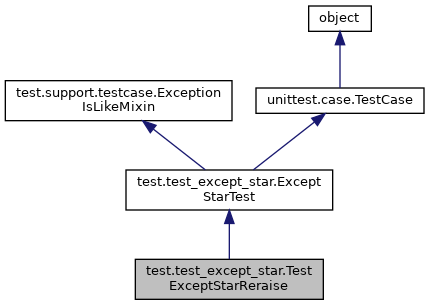 object
test.support.testcase.Exception
IsLikeMixin
unittest.case.TestCase
test.test_except_star.Except
StarTest
test.test_except_star.Test
ExceptStarReraise